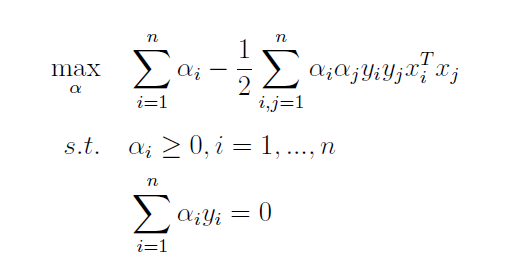 max_α ∑_{i=1}^{n} α_i − 1/2 ∑_{i,j=1}^{n} α_i α_j y_i y_j x_i^T x_j
s.t. α_i ≥ 0, i = 1, ..., n
∑_{i=1}^{n} α_i y_i = 0